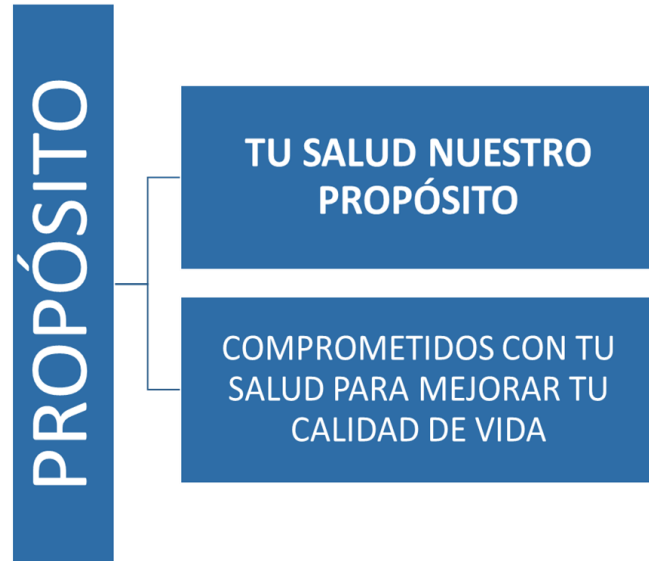 PROPÓSITO
TU SALUD NUESTRO
PROPÓSITO
COMPROMETIDOS CON TU
SALUD PARA MEJORAR TU
CALIDAD DE VIDA